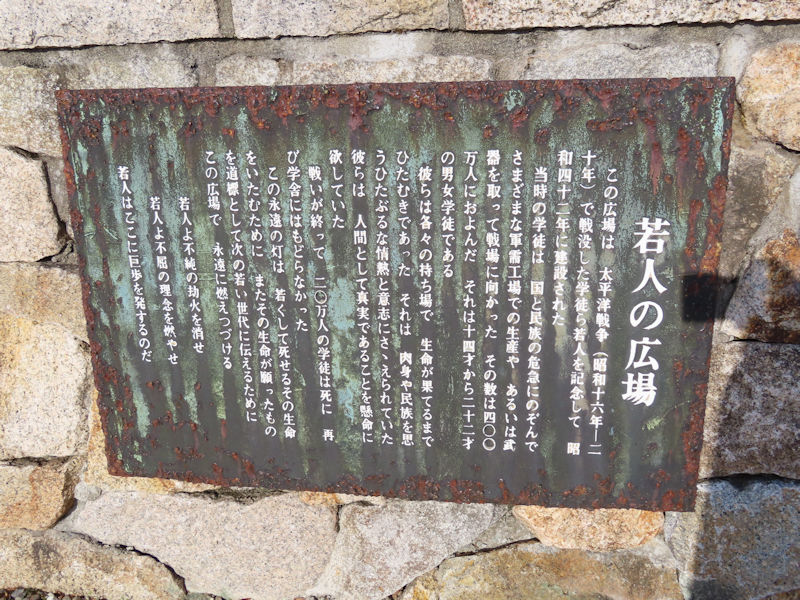 若人の広場
この広場は 太平洋戦争(昭和十六年―二
十年)で戦没した学徒ら若人を記念して 昭
和四十二年に建設された
当時の学徒は 国と民族の危急にのぞんで
さまざまな軍需工場での生産や あるいは武
器を取って戦場に向かった その数は四〇〇
万人におよんだ それは十四才から二十二才
の男女学徒である
彼らは各々の持ち場で 生命が果てるまで
ひたむきであった それは 肉身や民族を思
うひたぶるな情熱と意志にさゝえられていた
彼らは 人間として真実であることを懸命に
欲していた
戦いが終って 二〇万人の学徒は死に 再
び学舎にはもどらなかった
この永遠の灯は 若くして死せるその生命
をいたむために またその生命が願ったもの
を道標として次の若い世代に伝えるために
この広場で 永遠に燃えつづける
若人よ不純の劫火を消せ
若人よ不屈の理念を燃やせ
若人はここに巨歩を発するのだ